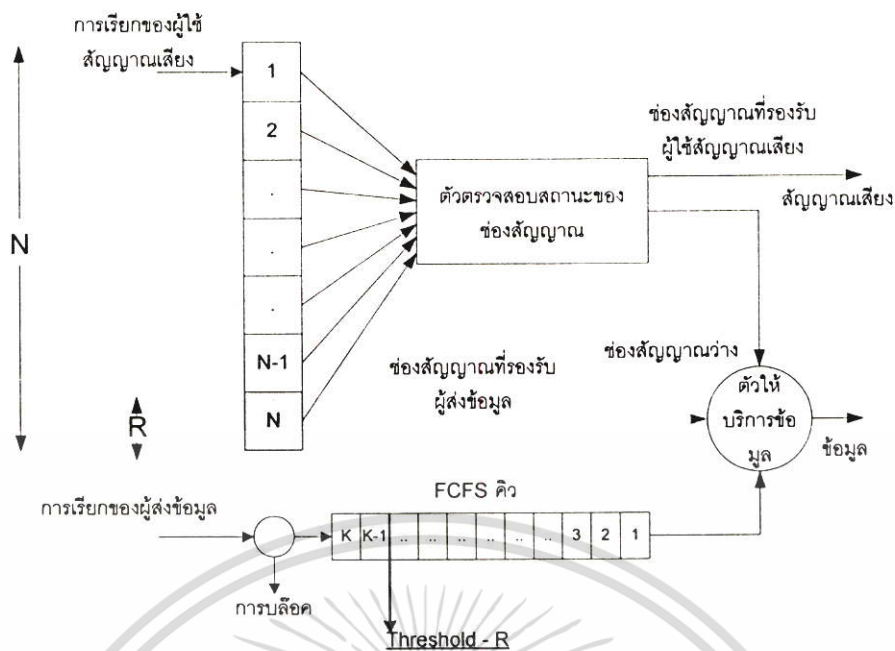 การเรียกของผู้ใช้
สัญญาณเสียง
1
2
.
.
.
N-1
N
N
R
ตัวตรวจสอบสถานะของ
ช่องสัญญาณ
ช่องสัญญาณที่รองรับ
ผู้ใช้สัญญาณเสียง
สัญญาณเสียง
ช่องสัญญาณที่รองรับ
ผู้ส่งข้อมูล
ช่องสัญญาณว่าง
ตัวให้
บริการข้อ
มูล
ข้อมูล
FCFS คิว
การเรียกของผู้ส่งข้อมูล
K K-1 .. .. .. .. .. .. 3 2 1
การบล๊อค
Threshold - R